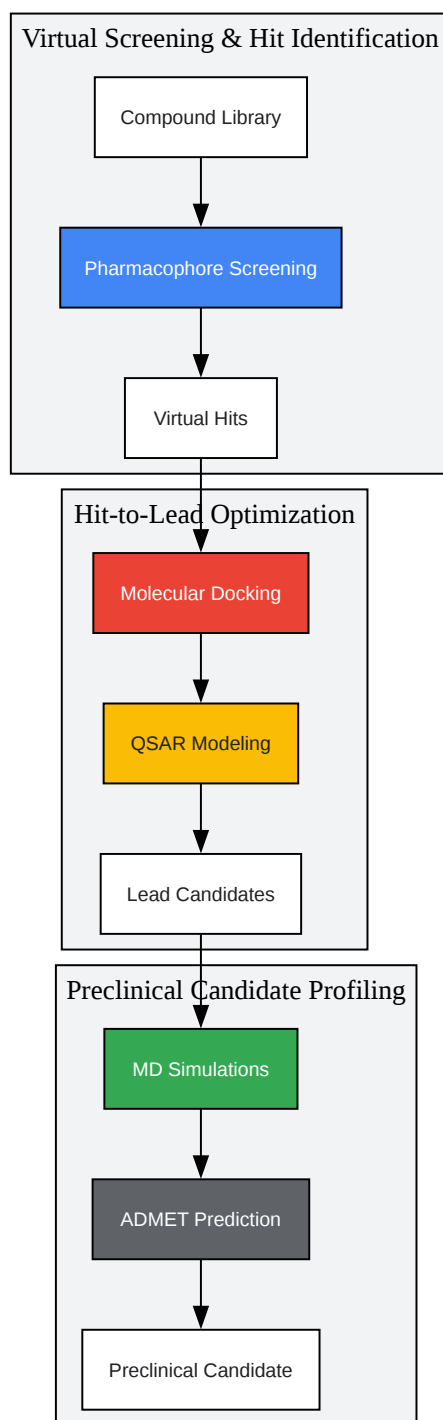 Virtual Screening & Hit Identification
Compound Library
Pharmacophore Screening
Virtual Hits
Hit-to-Lead Optimization
Molecular Docking
QSAR Modeling
Lead Candidates
Preclinical Candidate Profiling
MD Simulations
ADMET Prediction
Preclinical Candidate